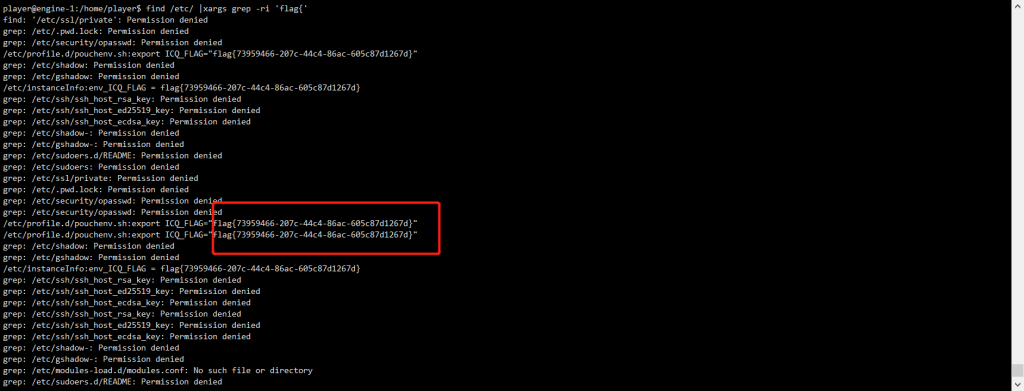 player@engine-1:/home/player$ find /etc/ |xargs grep -ri 'flag{'
find: '/etc/ssl/private': Permission denied
grep: /etc/.pwd.lock: Permission denied
grep: /etc/security/opasswd: Permission denied
/etc/profile.d/pouchenv.sh:export ICQ_FLAG="flag{73959466-207c-44c4-86ac-605c87d1267d}"
grep: /etc/shadow: Permission denied
grep: /etc/gshadow: Permission denied
/etc/instanceInfo:env_ICQ_FLAG = flag{73959466-207c-44c4-86ac-605c87d1267d}
grep: /etc/ssh/ssh_host_rsa_key: Permission denied
grep: /etc/ssh/ssh_host_ed25519_key: Permission denied
grep: /etc/ssh/ssh_host_ecdsa_key: Permission denied
grep: /etc/shadow-: Permission denied
grep: /etc/gshadow-: Permission denied
grep: /etc/sudoers.d/README: Permission denied
grep: /etc/sudoers: Permission denied
grep: /etc/ssl/private: Permission denied
grep: /etc/.pwd.lock: Permission denied
grep: /etc/security/opasswd: Permission denied
grep: /etc/security/opasswd: Permission denied
/etc/profile.d/pouchenv.sh:export ICQ_FLAG="flag{73959466-207c-44c4-86ac-605c87d1267d}"
/etc/profile.d/pouchenv.sh:export ICQ_FLAG="flag{73959466-207c-44c4-86ac-605c87d1267d}"
grep: /etc/shadow: Permission denied
grep: /etc/gshadow: Permission denied
/etc/instanceInfo:env_ICQ_FLAG = flag{73959466-207c-44c4-86ac-605c87d1267d}
grep: /etc/ssh/ssh_host_rsa_key: Permission denied
grep: /etc/ssh/ssh_host_ed25519_key: Permission denied
grep: /etc/ssh/ssh_host_ecdsa_key: Permission denied
grep: /etc/ssh/ssh_host_rsa_key: Permission denied
grep: /etc/ssh/ssh_host_ed25519_key: Permission denied
grep: /etc/ssh/ssh_host_ecdsa_key: Permission denied
grep: /etc/shadow-: Permission denied
grep: /etc/gshadow-: Permission denied
grep: /etc/modules-load.d/modules.conf: No such file or directory
grep: /etc/sudoers.d/README: Permission denied